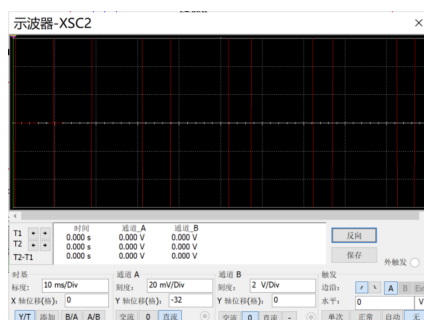 示波器-XSC2
×
时间 通道_A 通道_B
T1 0.000 s 0.000 V 0.000 V
T2 0.000 s 0.000 V 0.000 V
T2-T1 0.000 s 0.000 V 0.000 V
反向
保存
外触发
时基 通道 A 通道 B 触发
标度: 10 ms/Div 刻度: 20 mV/Div 刻度: 2 V/Div 边沿: A B Ext
X 轴位移(格): 0 Y 轴位移(格): -32 Y 轴位移(格): 0 水平: 0 V
Y/T 添加 B/A A/B 交流 0 直流 交流 0 直流 - 单次 正常 自动 无